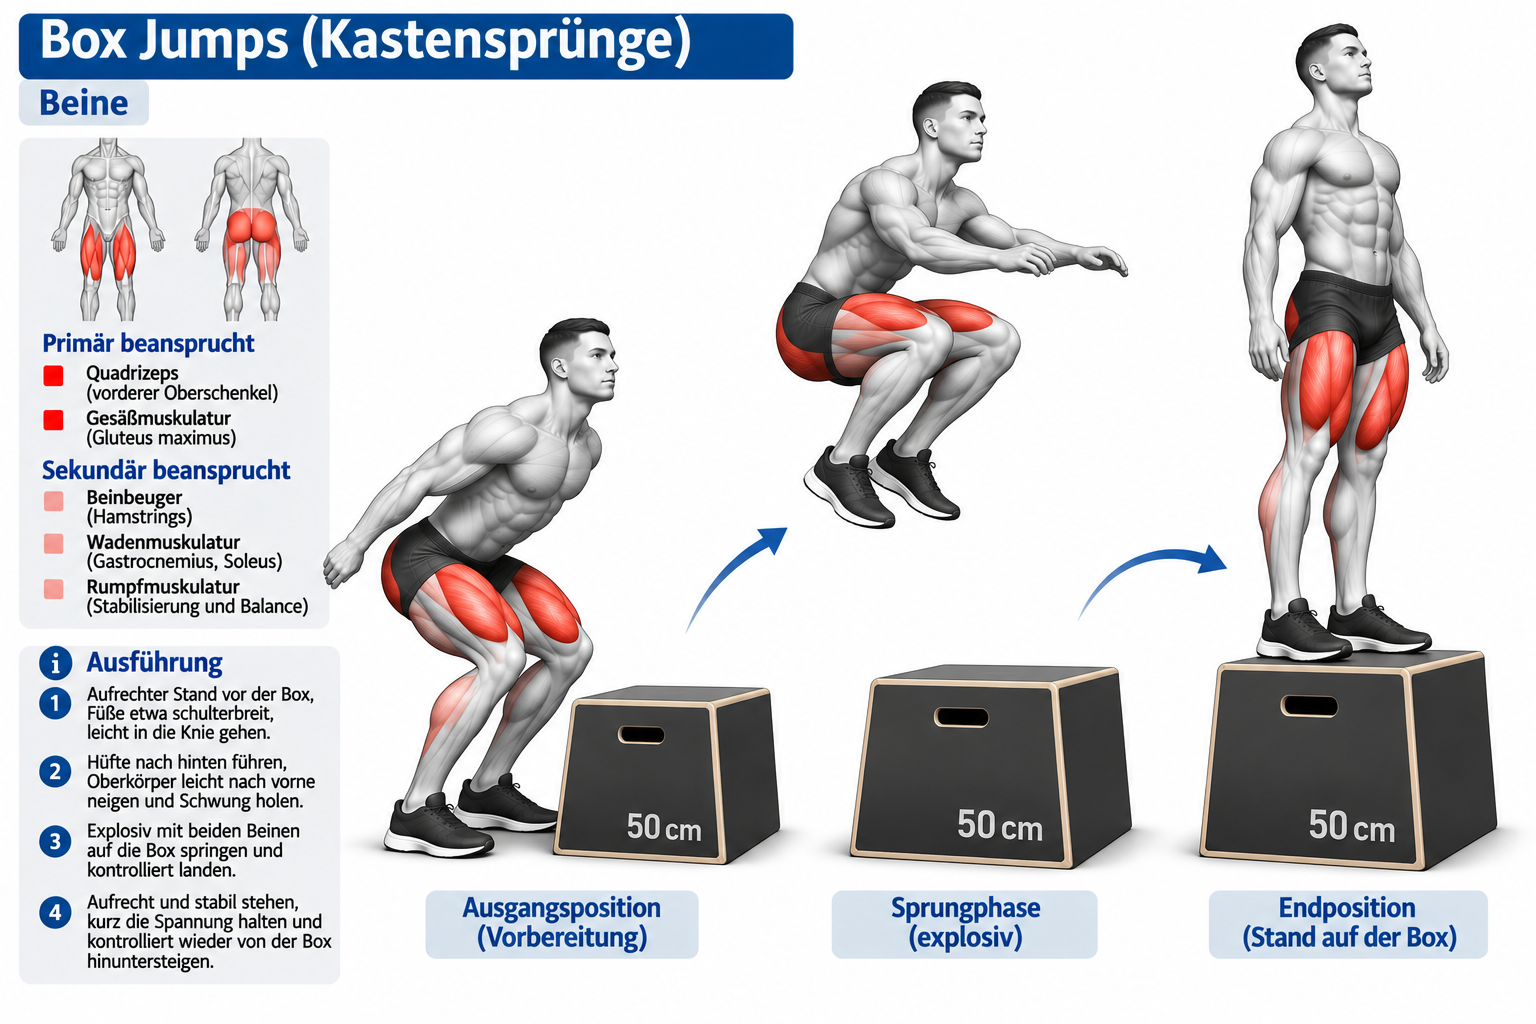 Box Jumps (Kastensprünge)
Beine
Primär beansprucht
Quadrizeps
(vorderer Oberschenkel)
Gesäßmuskulatur
(Gluteus maximus)
Sekundär beansprucht
Beinbeuger
(Hamstrings)
Wadenmuskulatur
(Gastrocnemius, Soleus)
Rumpfmuskulatur
(Stabilisierung und Balance)
i Ausführung
1 Aufrechter Stand vor der Box,
Füße etwa schulterbreit,
leicht in die Knie gehen.
2 Hüfte nach hinten führen,
Oberkörper leicht nach vorne
neigen und Schwung holen.
3 Explosiv mit beiden Beinen
auf die Box springen und
kontrolliert landen.
4 Aufrecht und stabil stehen,
kurz die Spannung halten und
kontrolliert wieder von der Box
hinuntersteigen.
50 cm
Ausgangsposition
(Vorbereitung)
50 cm
Sprungphase
(explosiv)
50 cm
Endposition
(Stand auf der Box)